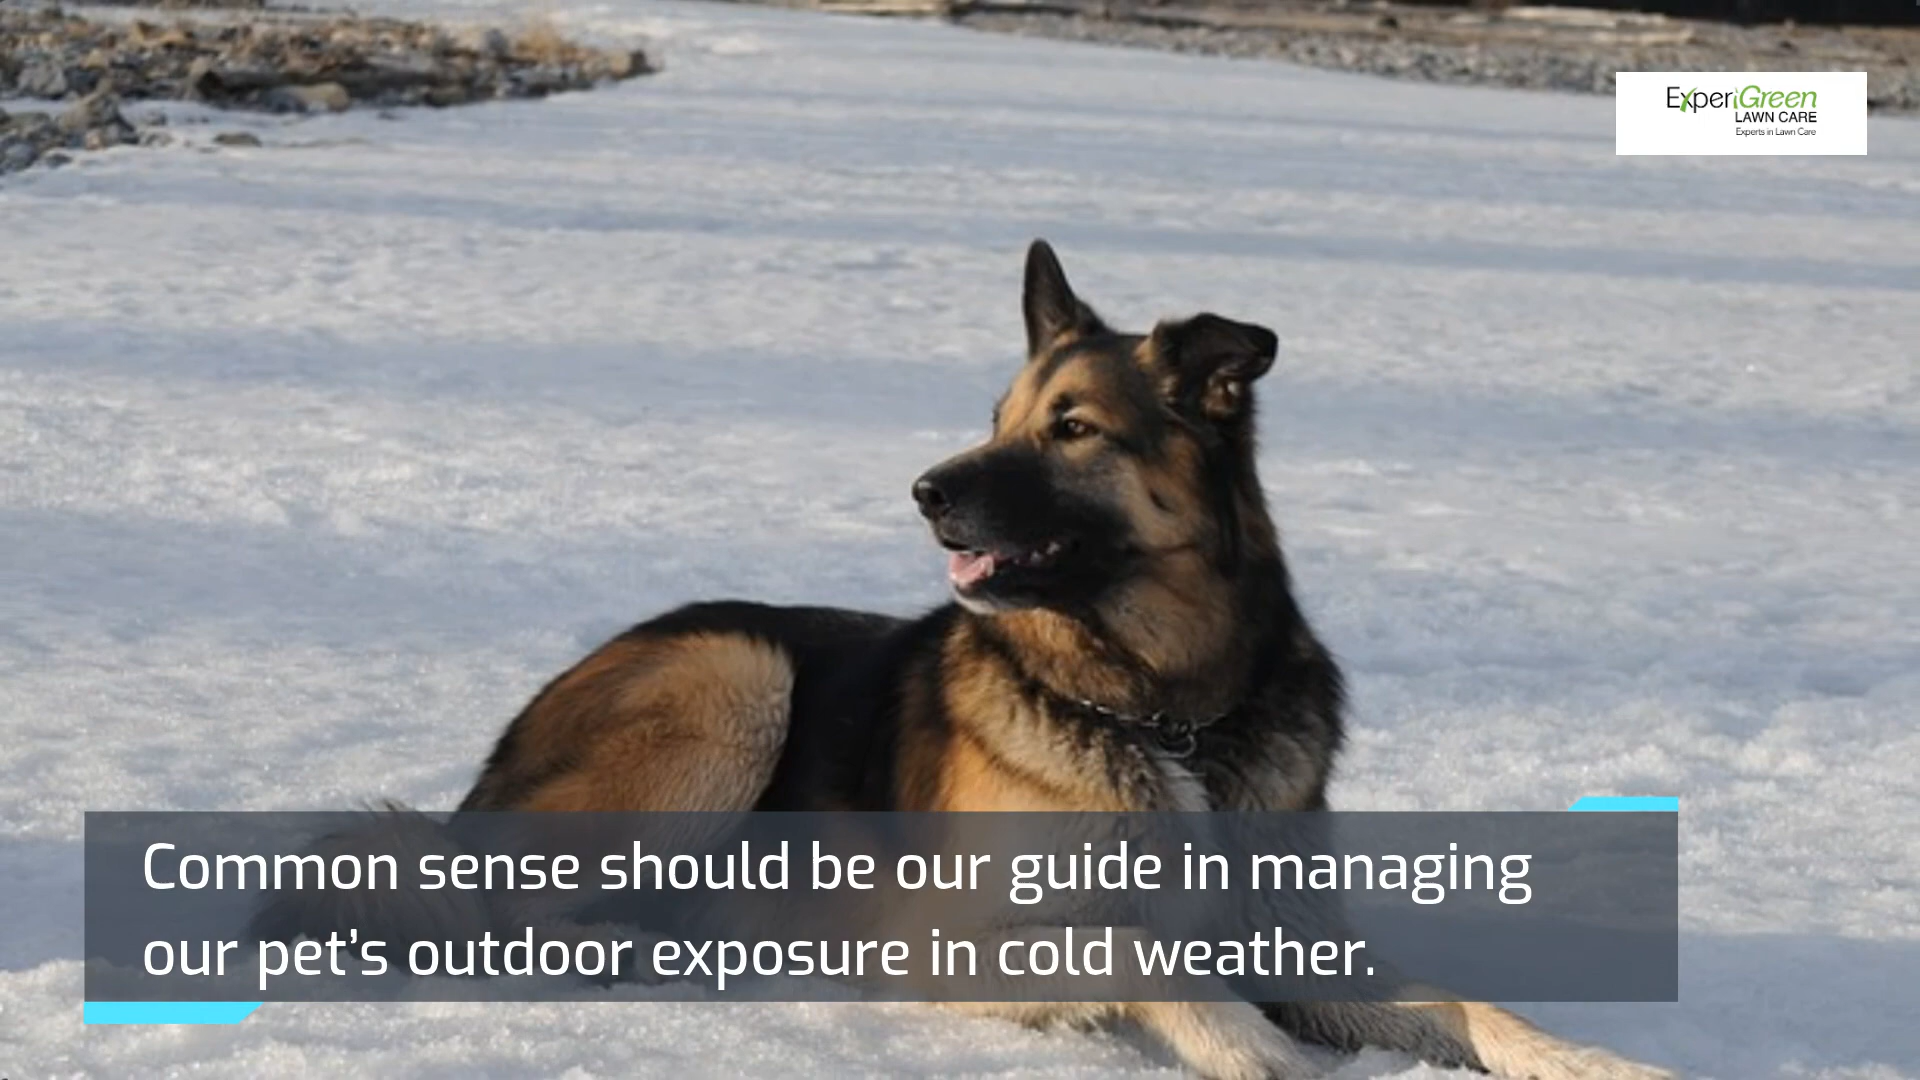 ExperiGreen
LAWN CARE
Experts in Lawn Care
Common sense should be our guide in managing
our pet’s outdoor exposure in cold weather.